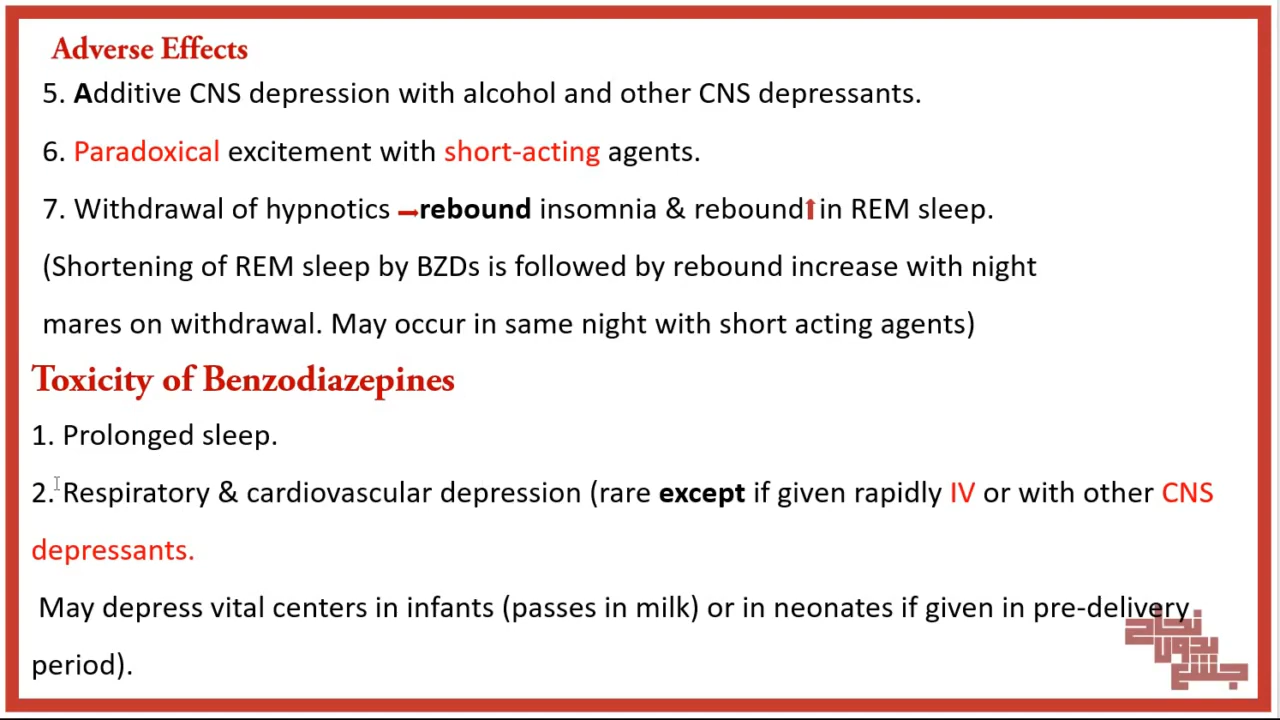 Adverse Effects
5. Additive CNS depression with alcohol and other CNS depressants.
6. Paradoxical excitement with short-acting agents.
7. Withdrawal of hypnotics ➞rebound insomnia & rebound⬆in REM sleep.
(Shortening of REM sleep by BZDs is followed by rebound increase with night
mares on withdrawal. May occur in same night with short acting agents)
Toxicity of Benzodiazepines
1. Prolonged sleep.
2. Respiratory & cardiovascular depression (rare except if given rapidly IV or with other CNS
depressants.
May depress vital centers in infants (passes in milk) or in neonates if given in pre-delivery
period).
نجاح
بدون
جشع